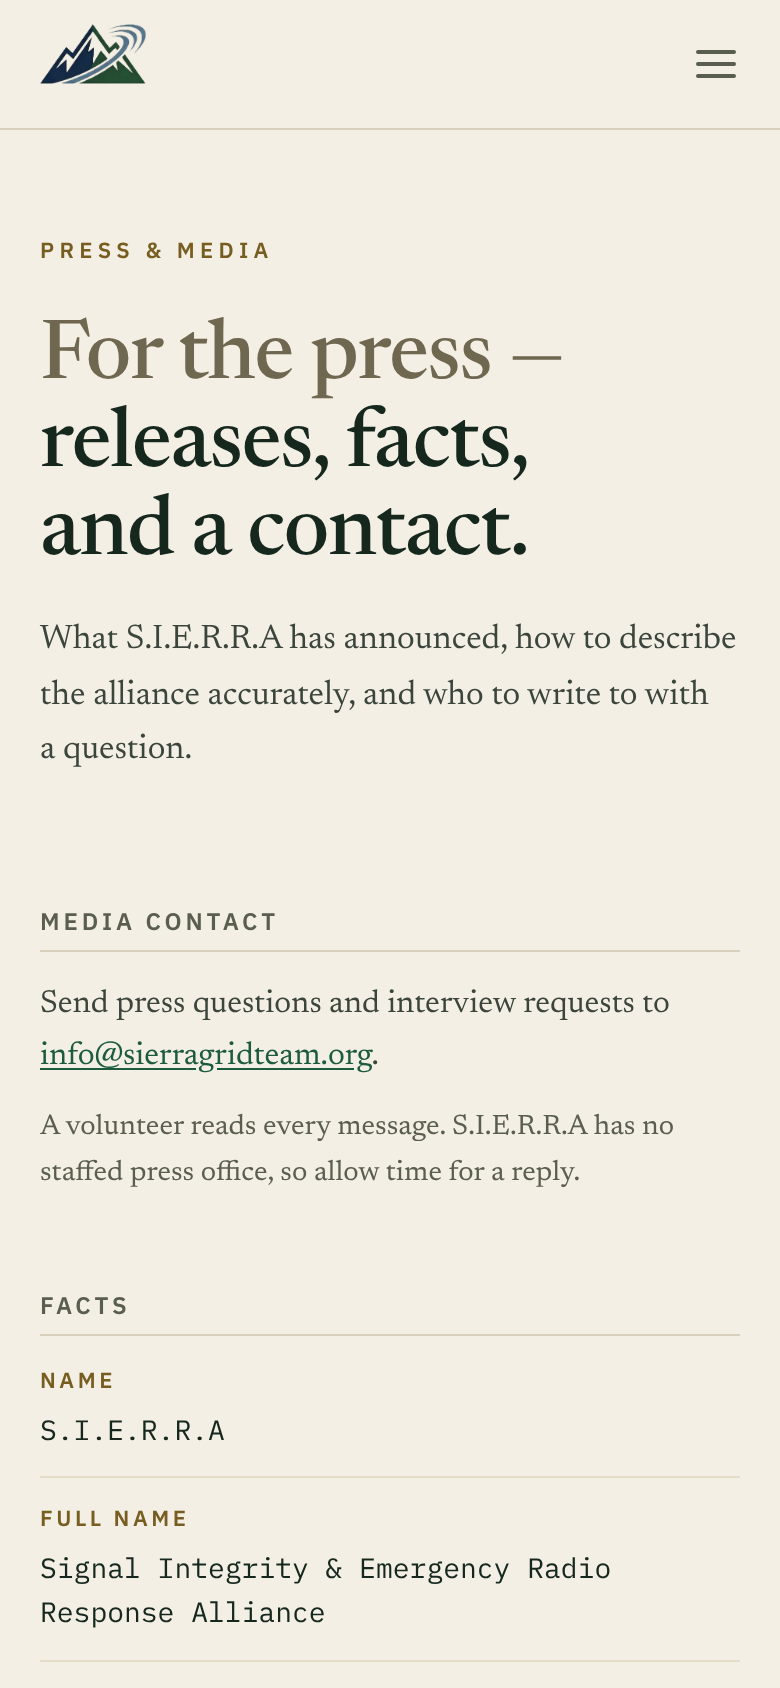 PRESS & MEDIA
For the press —
releases, facts,
and a contact.
What S.I.E.R.R.A has announced, how to describe
the alliance accurately, and who to write to with
a question.
MEDIA CONTACT
Send press questions and interview requests to
info@sierragridteam.org.
A volunteer reads every message. S.I.E.R.R.A has no
staffed press office, so allow time for a reply.
FACTS
NAME
S.I.E.R.R.A
FULL NAME
Signal Integrity & Emergency Radio
Response Alliance